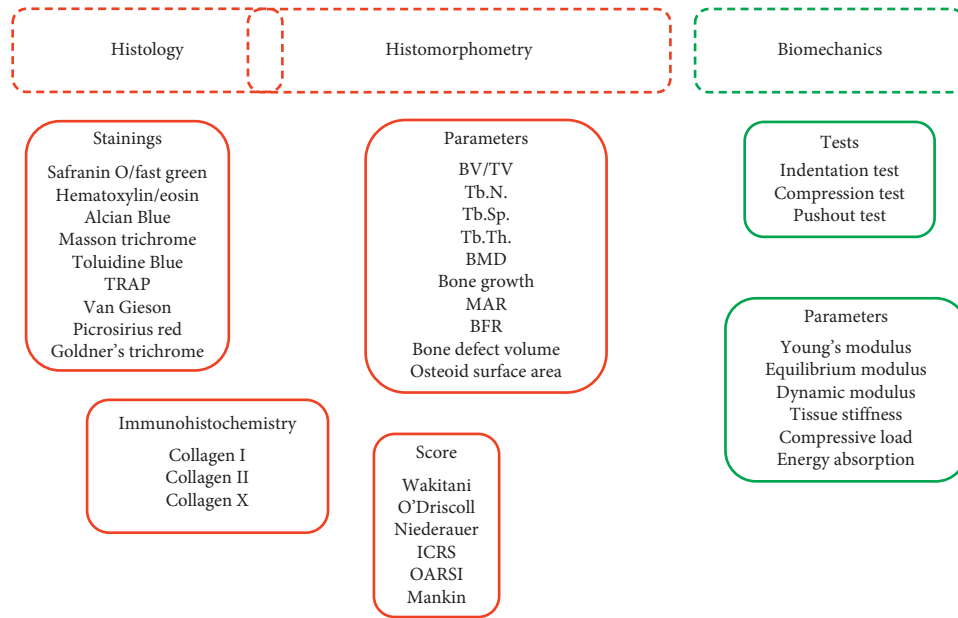 Histology
Histomorphometry
Biomechanics
Stainings
Safranin O/fast green
Hematoxylin/eosin
Alcian Blue
Masson trichrome
Toluidine Blue
TRAP
Van Gieson
Picrosirius red
Goldner’s trichrome
Immunohistochemistry
Collagen I
Collagen II
Collagen X
Parameters
BV/TV
Tb.N.
Tb.Sp.
Tb.Th.
BMD
Bone growth
MAR
BFR
Bone defect volume
Osteoid surface area
Score
Wakitani
O’Driscoll
Niederauer
ICRS
OARSI
Mankin
Tests
Indentation test
Compression test
Pushout test
Parameters
Young’s modulus
Equilibrium modulus
Dynamic modulus
Tissue stiffness
Compressive load
Energy absorption